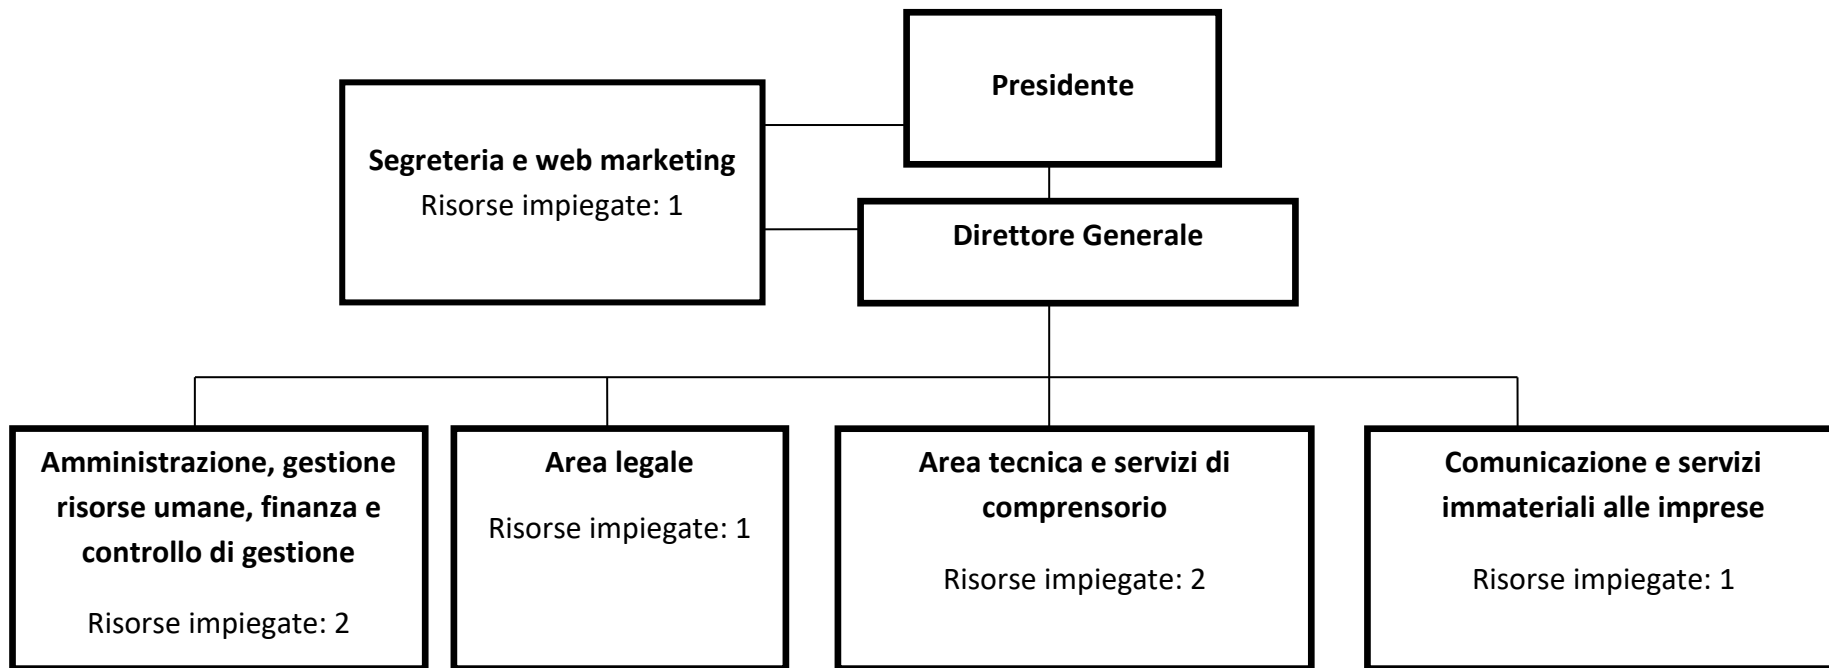 Presidente
Segreteria e web marketing
Risorse impiegate: 1
Direttore Generale
Amministrazione, gestione
risorse umane, finanza e
controllo di gestione
Risorse impiegate: 2
Area legale
Risorse impiegate: 1
Area tecnica e servizi di
comprensorio
Risorse impiegate: 2
Comunicazione e servizi
immateriali alle imprese
Risorse impiegate: 1